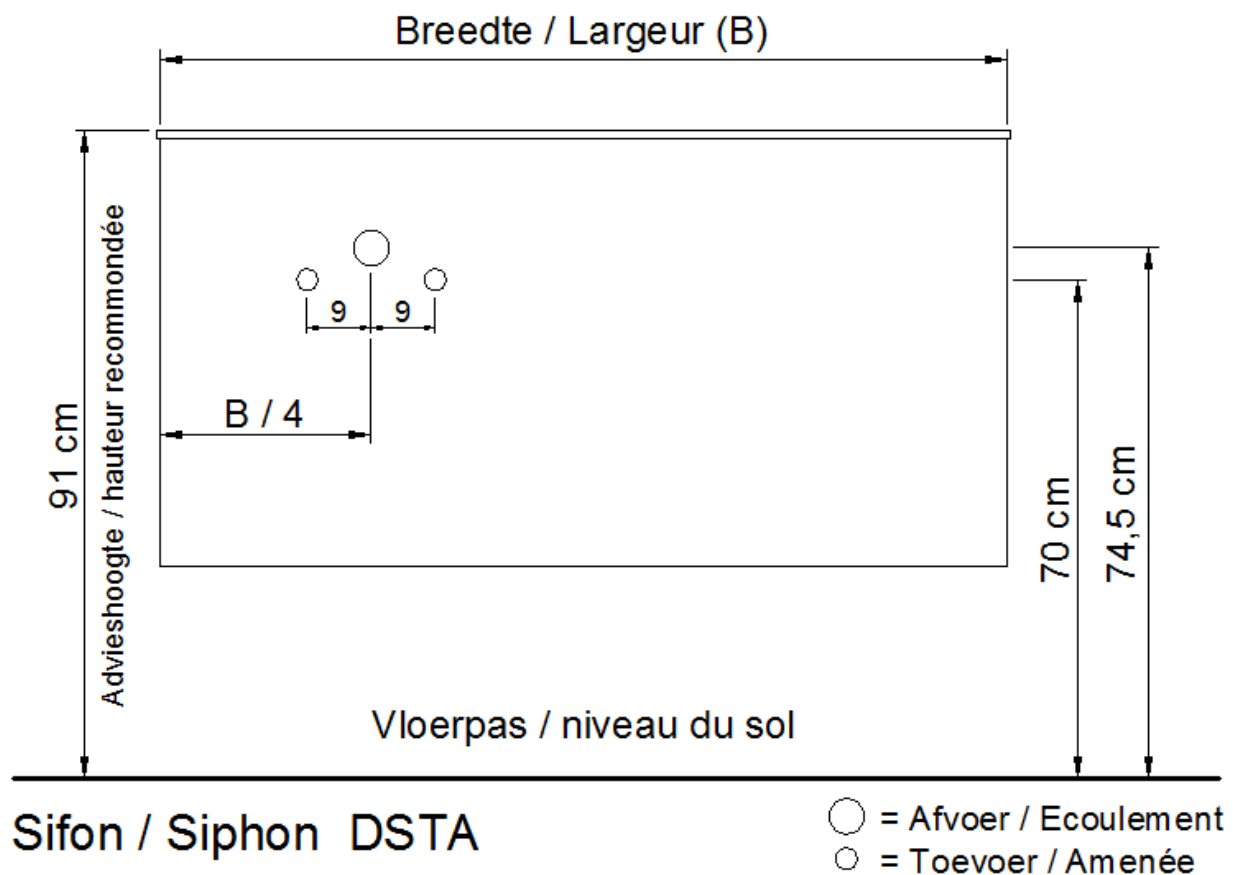 Breedte / Largeur (B)
91 cm
Advieshoogte / hauteur recommondée
9
9
B / 4
70 cm
74,5 cm
Vloerpas / niveau du sol
Sifon / Siphon DSTA
= Afvoer / Ecoulement
= Toevoer / Amenée